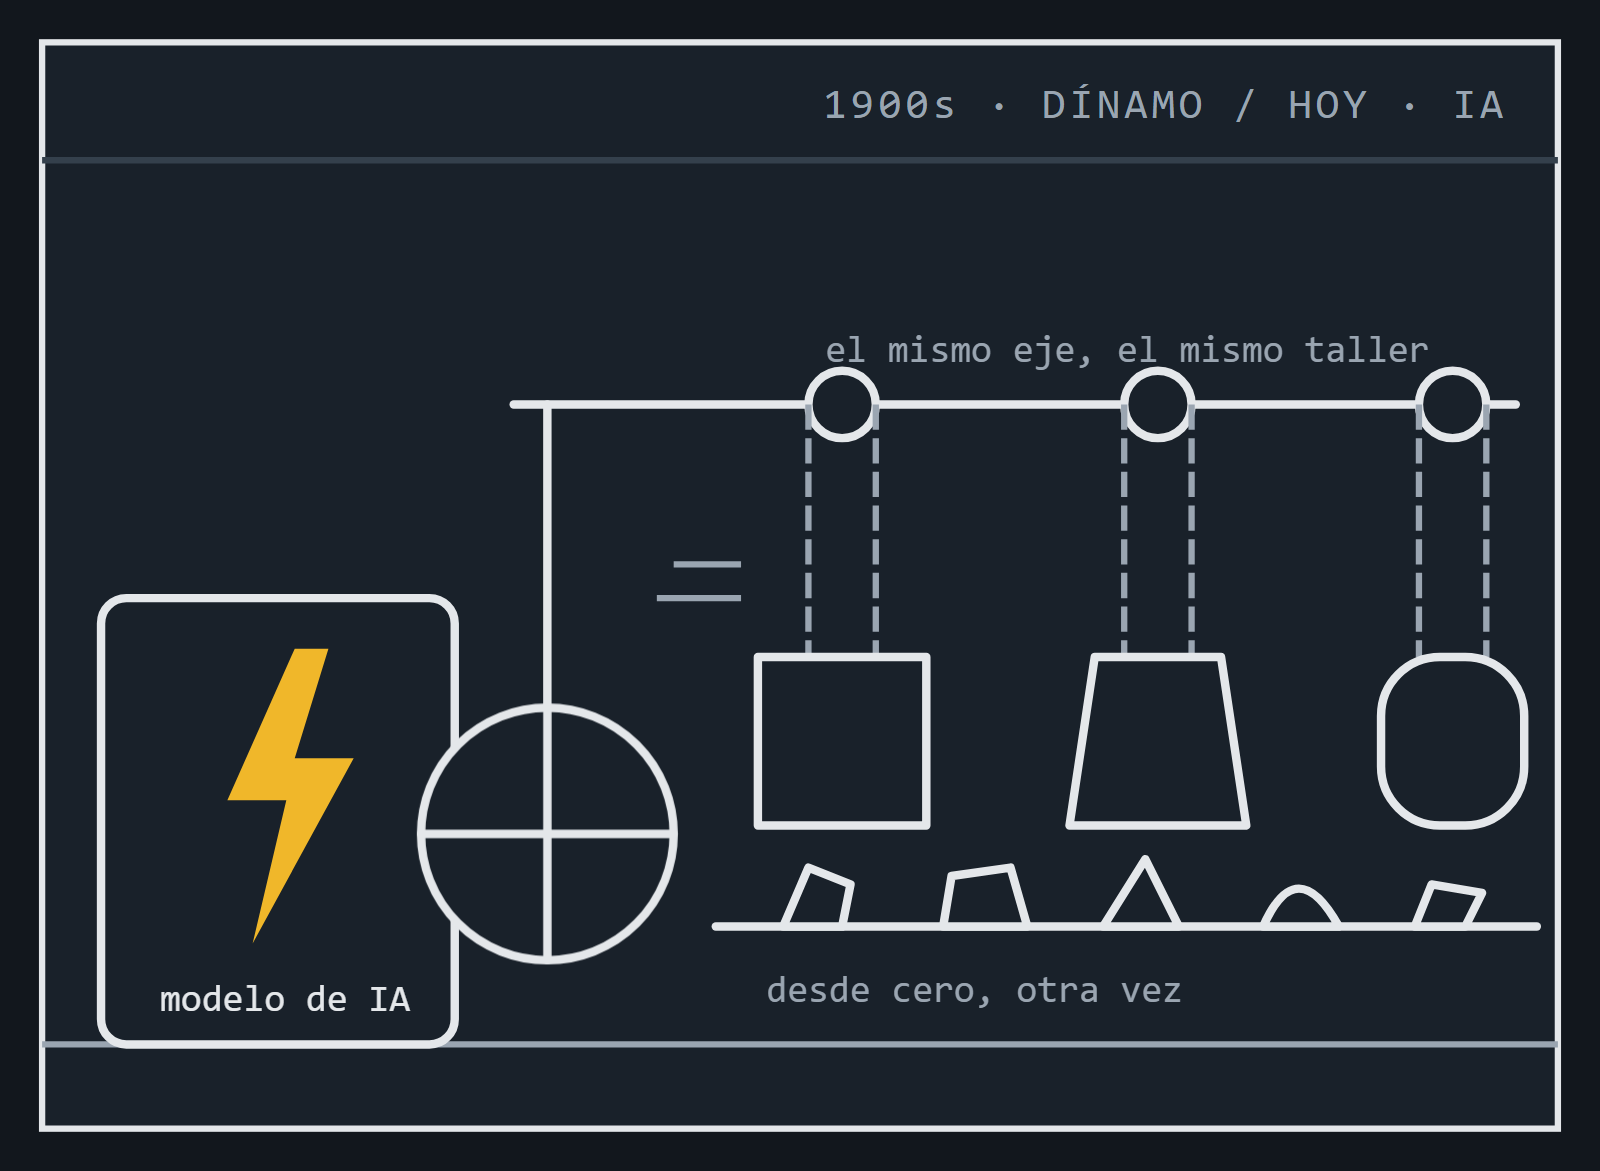 1900s · DÍNAMO / HOY · IA
el mismo eje, el mismo taller
modelo de IA
desde cero, otra vez